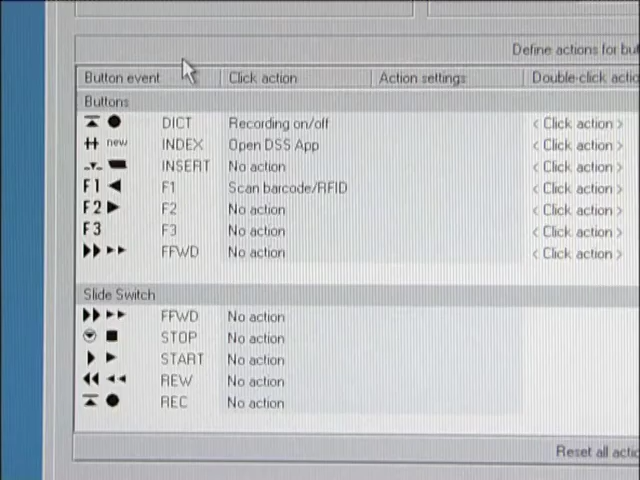 Define actions for
Button event Click action Action settings Double-click
Buttons
DICT Recording on/off < Click action >
new INDEX Open DSS App < Click action >
INSERT No action < Click action >
F1 F1 Scan barcode/RFID < Click action >
F2 F2 No action < Click action >
F3 F3 No action < Click action >
FFWD No action < Click action >
Slide Switch
FFWD No action
STOP No action
START No action
REW No action
REC No action
Reset all